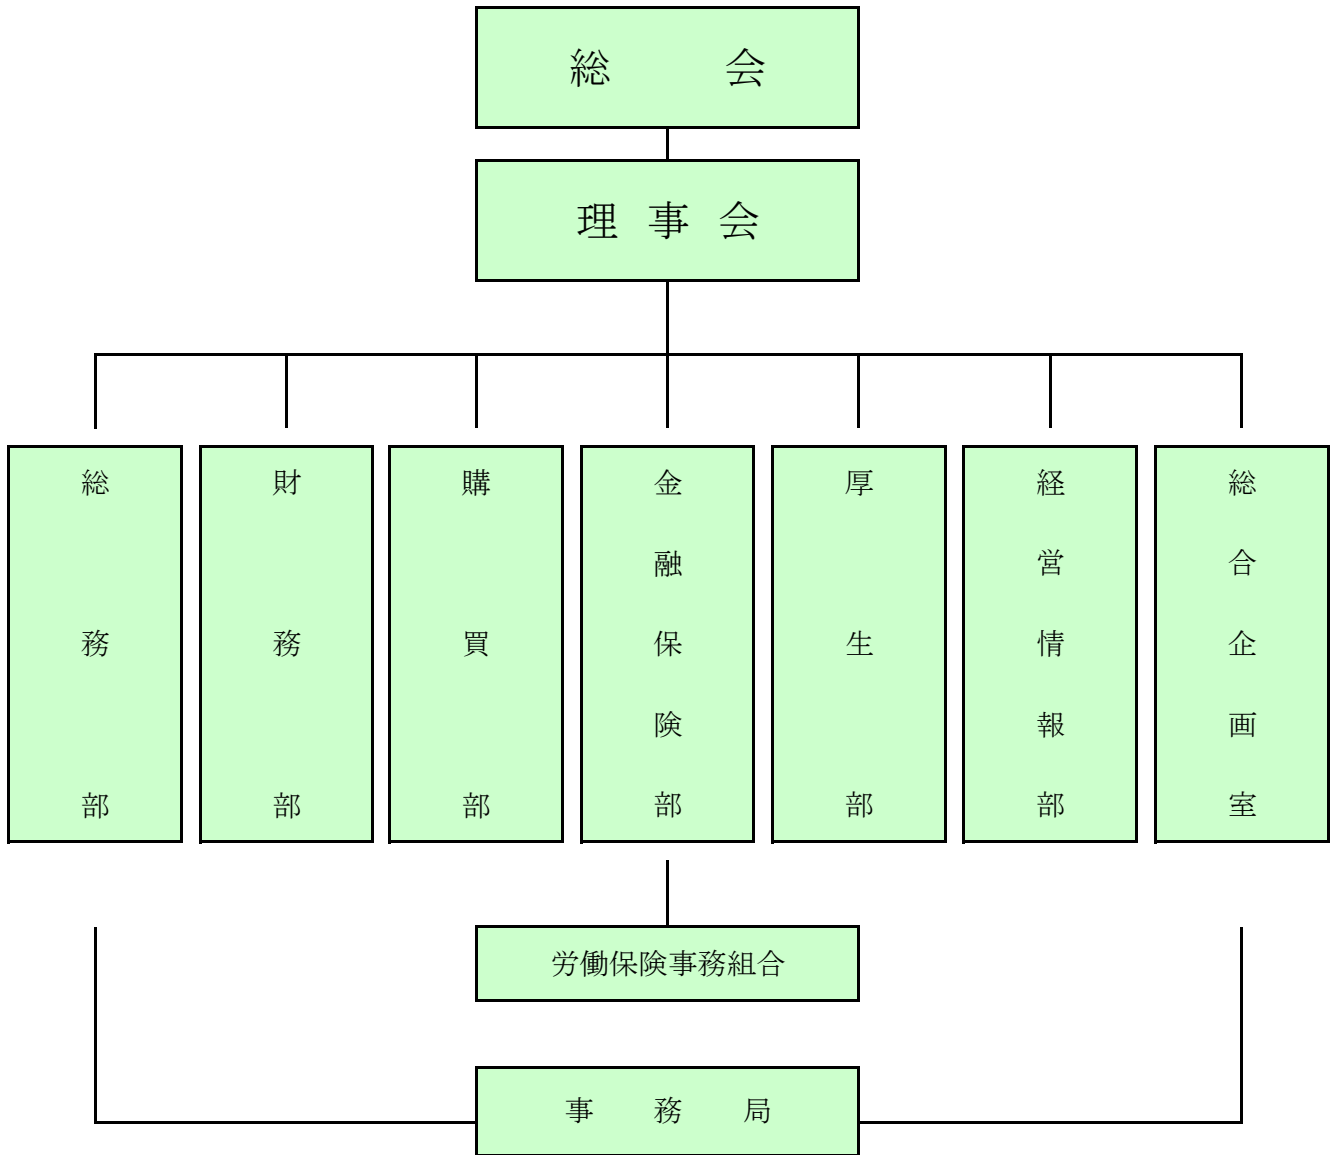 総会
理事会
総務部
財務部
購買部
金融保険部
厚生部
経営情報部
総合企画室
労働保険事務組合
事務局